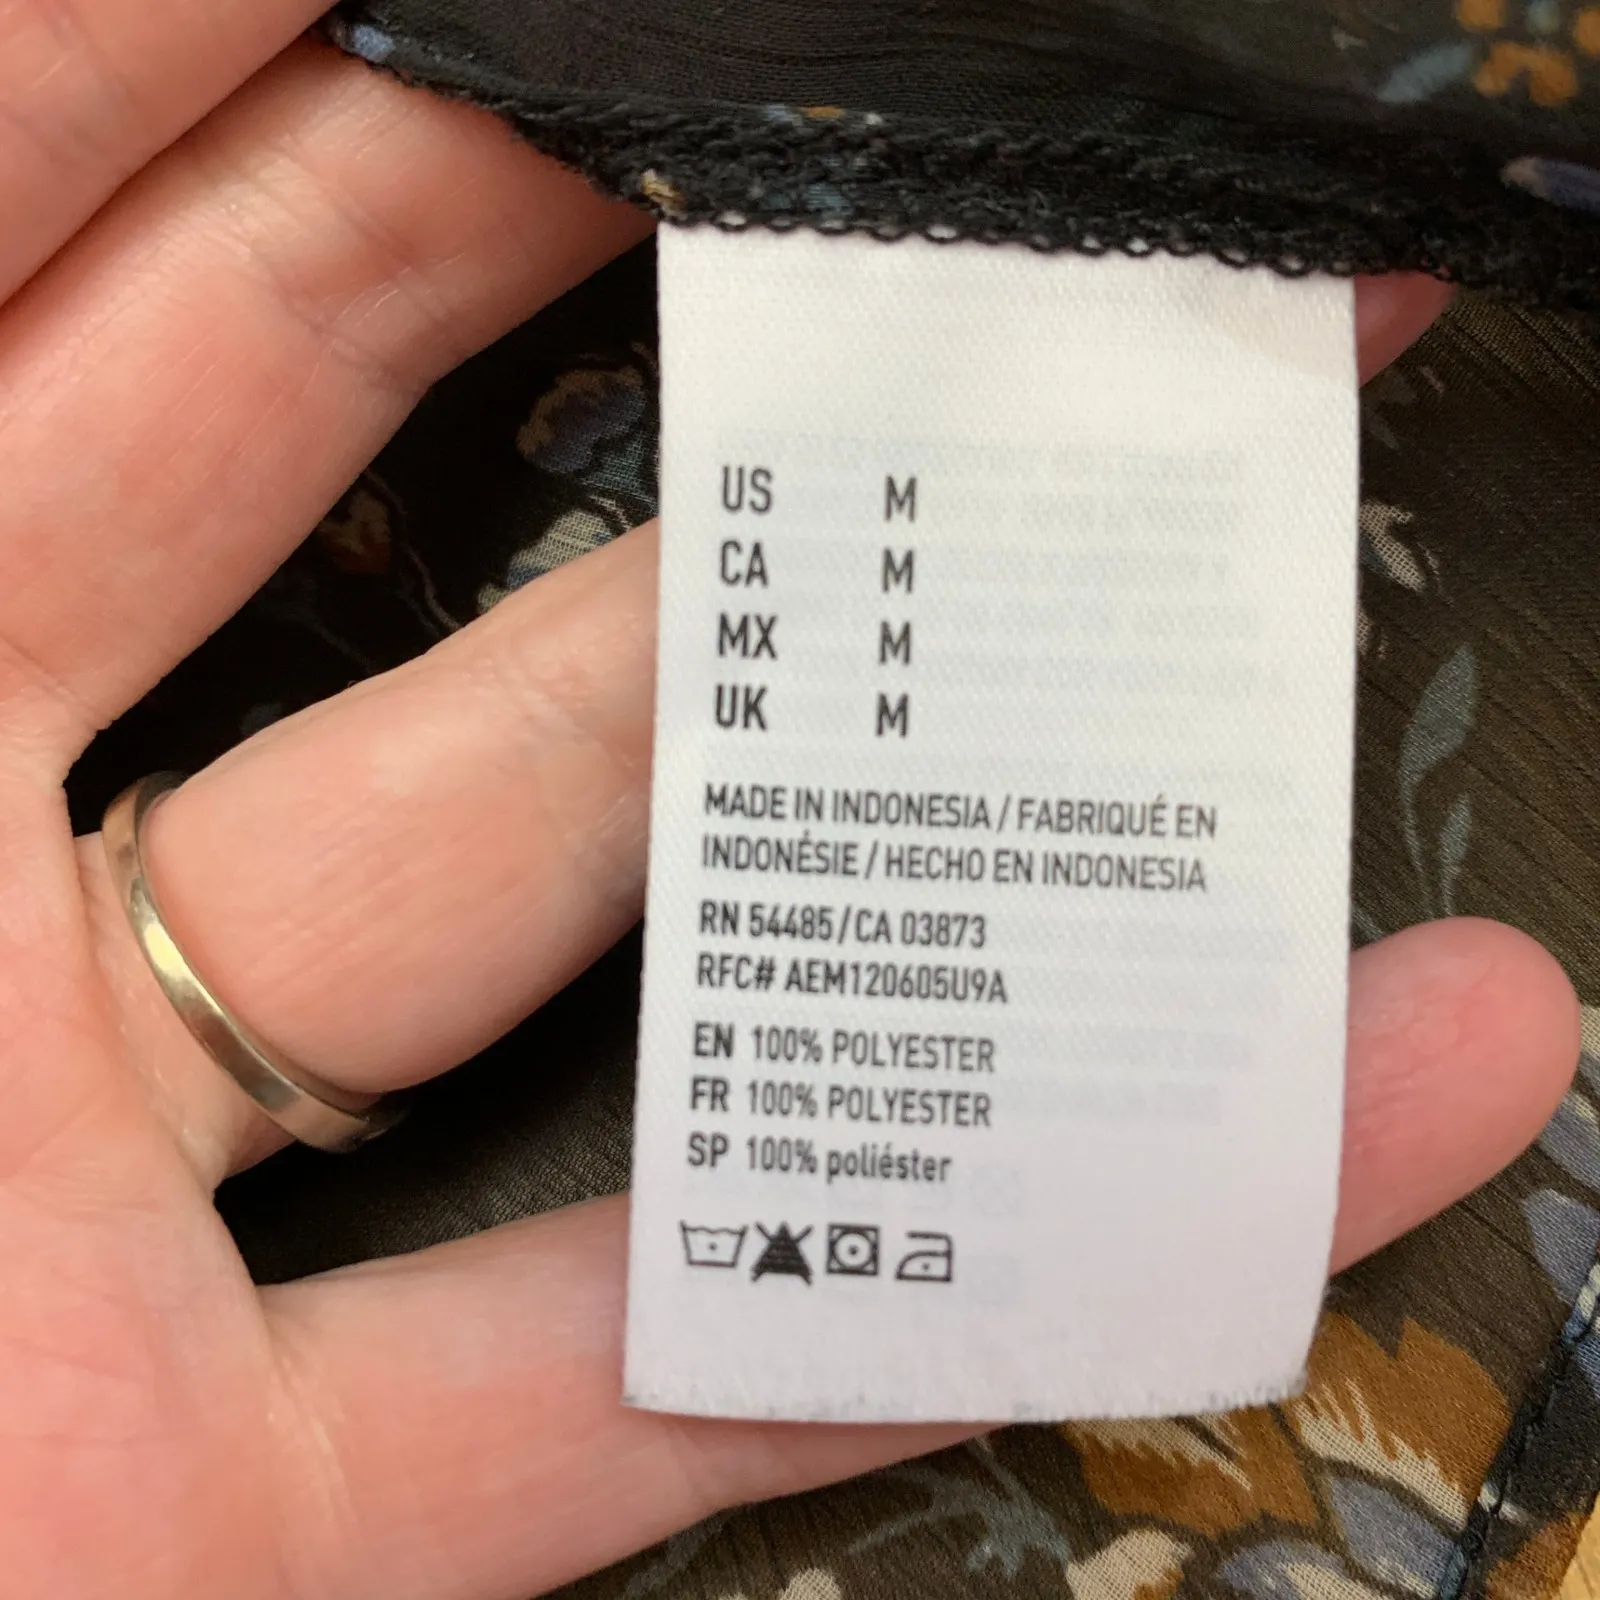 US M
CA M
MX M
UK M
MADE IN INDONESIA / FABRIQUÉ EN
INDONÉSIE / HECHO EN INDONESIA
RN 54485/CA 03873
RFC# AEM120605U9A
EN 100% POLYESTER
FR 100% POLYESTER
SP 100% poliéster